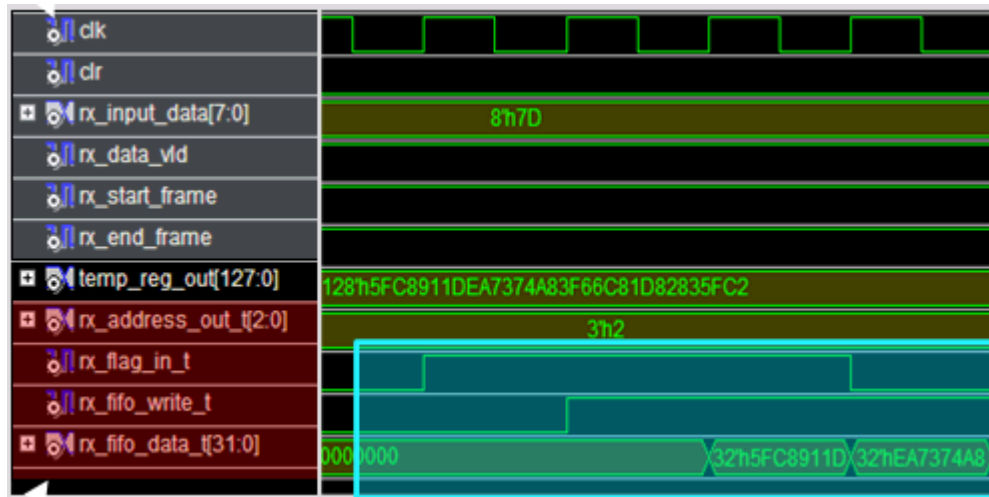 clk
clr
rx_input_data[7:0] 8'h7D
rx_data_vld
rx_start_frame
rx_end_frame
temp_reg_out[127:0] 128'h5FC8911DEA7374A83F66C81D82835FC2
rx_address_out_t[2:0] 3'h2
rx_flag_in_t
rx_fifo_write_t
rx_fifo_data_t[31:0] 0000000 32'h5FC8911D 32'hEA7374A8